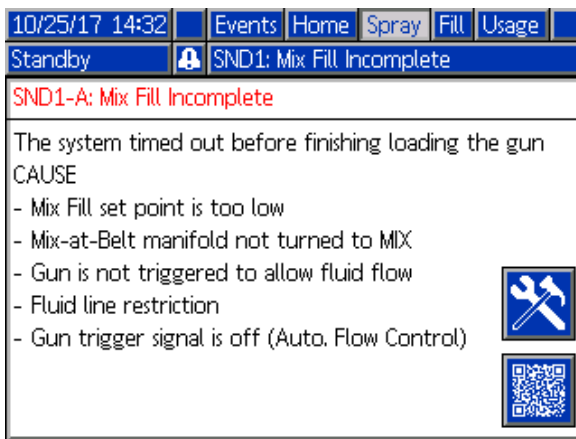 10/25/17 14:32 Events Home Spray Fill Usage
Standby SND1: Mix Fill Incomplete
SND1-A: Mix Fill Incomplete
The system timed out before finishing loading the gun
CAUSE
- Mix Fill set point is too low
- Mix-at-Belt manifold not turned to MIX
- Gun is not triggered to allow fluid flow
- Fluid line restriction
- Gun trigger signal is off (Auto. Flow Control)